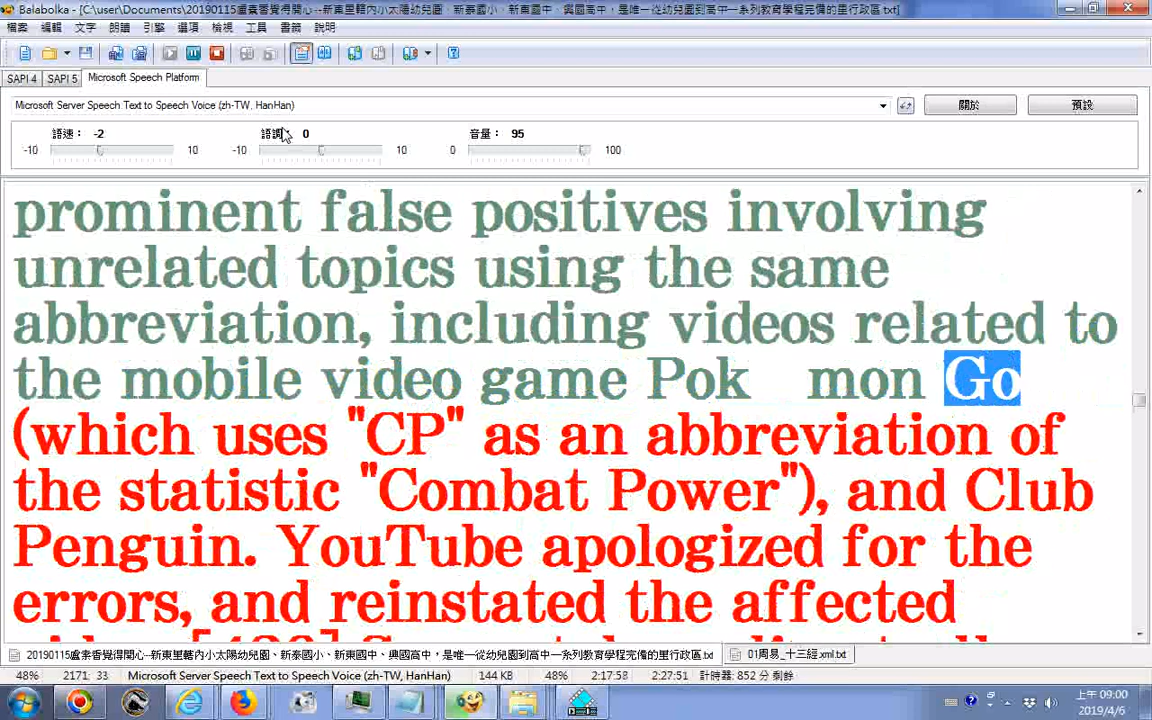 Balabolka - [C:\user\Documents\20190115盧素香覺得開心--新東里轄內小太陽幼兒園、新泰國小、新東國中、興國高中，是唯一從幼兒園到高中一系列教育學程完備的里行政區.txt]
檔案 編輯 文字 朗讀 引擎 選項 檢視 工具 書籤 說明
SAPI 4 SAPI 5 Microsoft Speech Platform
Microsoft Server Speech Text to Speech Voice (zh-TW, HanHan) 關於 預設
語速： -2 語調： 0 音量： 95
-10 10 -10 10 0 100
prominent false positives involving
unrelated topics using the same
abbreviation, including videos related to
the mobile video game Pok mon Go
(which uses "CP" as an abbreviation of
the statistic "Combat Power"), and Club
Penguin. YouTube apologized for the
errors, and reinstated the affected
20190115盧素香覺得開心--新東里轄內小太陽幼兒園、新泰國小、新東國中、興國高中，是唯一從幼兒園到高中一系列教育學程完備的里行政區.txt 01周易_十三經.xml.txt
48% 2171: 33 Microsoft Server Speech Text to Speech Voice (zh-TW, HanHan) 144 KB 48% 2:17:58 2:27:51 計時器: 852 分 剩餘
上午 09:00
2019/4/6